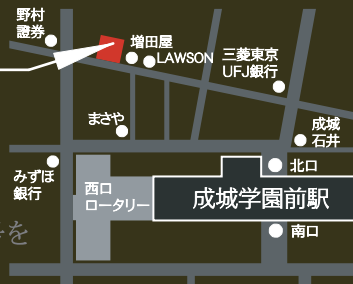 野村
證券
増田屋
LAWSON
三菱東京
UFJ銀行
まさや
成城
石井
みずほ
銀行
北口
西口
ロータリー
成城学園前駅
南口
を